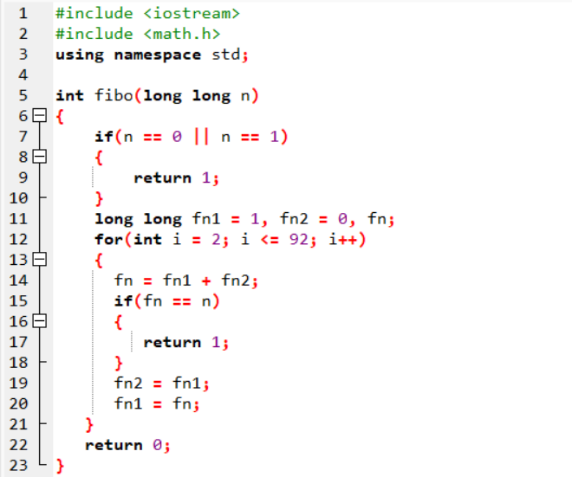 1 #include <iostream>
2 #include <math.h>
3 using namespace std;
4
5 int fibo(long long n)
6 {
7 if(n == 0 || n == 1)
8 {
9 return 1;
10 }
11 long long fn1 = 1, fn2 = 0, fn;
12 for(int i = 2; i <= 92; i++)
13 {
14 fn = fn1 + fn2;
15 if(fn == n)
16 {
17 return 1;
18 }
19 fn2 = fn1;
20 fn1 = fn;
21 }
22 return 0;
23 }